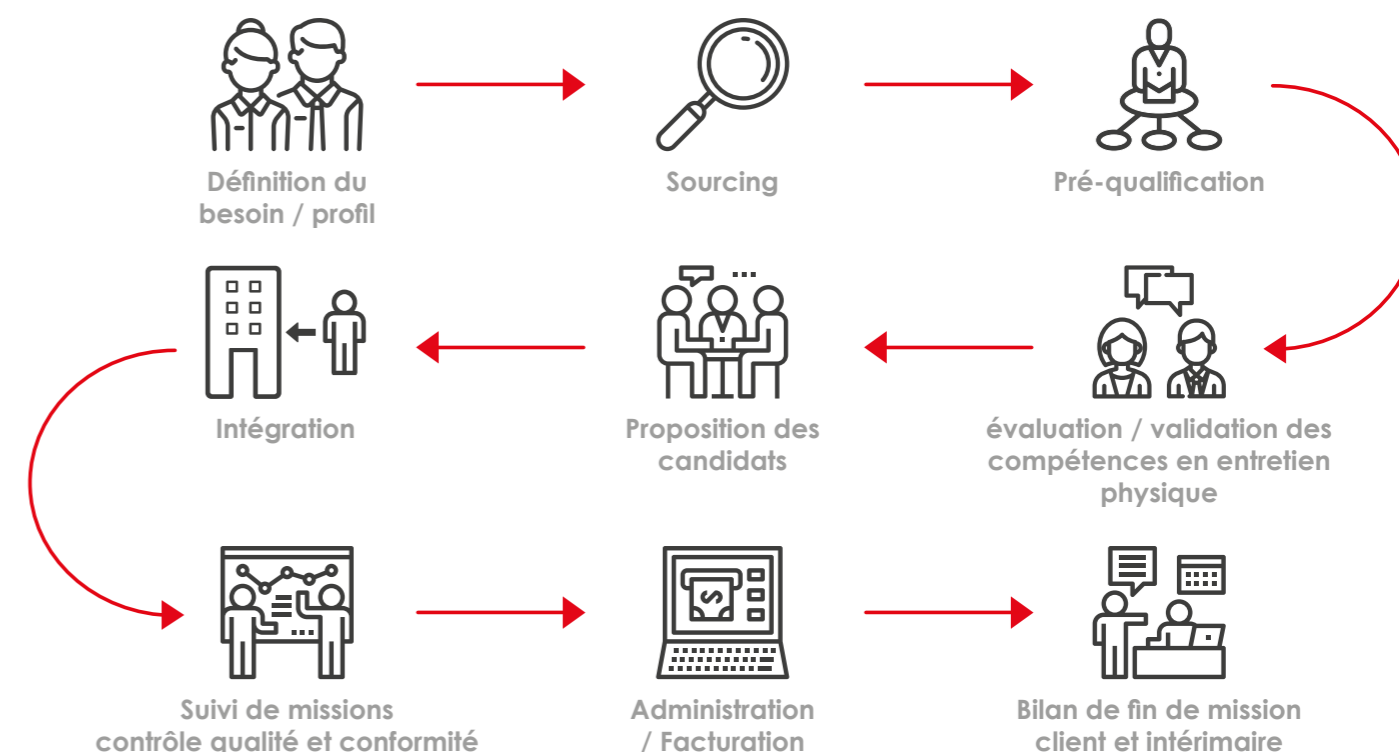 Définition du
besoin / profil
Sourcing
Pré-qualification
Intégration
Proposition des
candidats
évaluation / validation des
compétences en entretien
physique
Suivi de missions
contrôle qualité et conformité
Administration
/ Facturation
Bilan de fin de mission
client et intérimaire